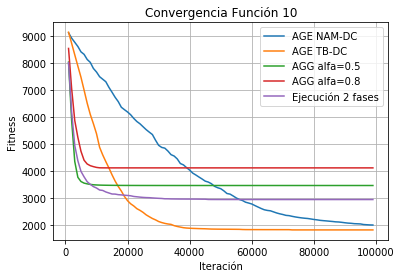 Convergencia Función 10
Fitness
9000
8000
7000
6000
5000
4000
3000
2000
AGE NAM-DC
AGE TB-DC
AGG alfa=0.5
AGG alfa=0.8
Ejecución 2 fases
0
20000
40000
60000
80000
100000
Iteración